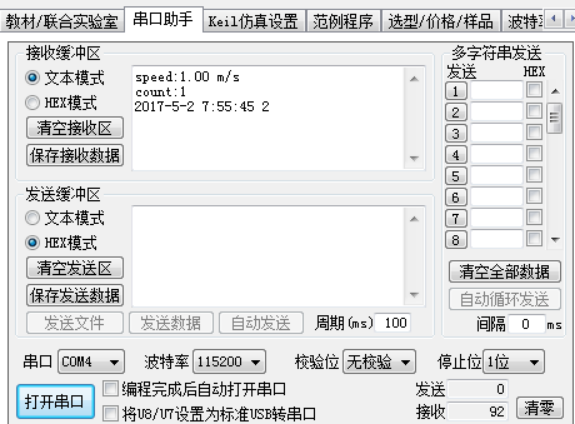 教材/联合实验室 串口助手 Keil仿真设置 范例程序 选型/价格/样品 波特
接收缓冲区
文本模式
HEX模式
清空接收区
保存接收数据
speed:1.00 m/s
count:1
2017-5-2 7:55:45 2
发送缓冲区
文本模式
HEX模式
清空发送区
保存发送数据
发送文件 发送数据 自动发送 周期(ms) 100
多字符串发送
发送 HEX
1
2
3
4
5
6
7
8
清空全部数据
自动循环发送
间隔 0 ms
串口 COM4 波特率 115200 校验位 无校验 停止位 1位
打开串口
编程完成后自动打开串口
将U8/U7设置为标准USB转串口
发送 0
接收 92 清零